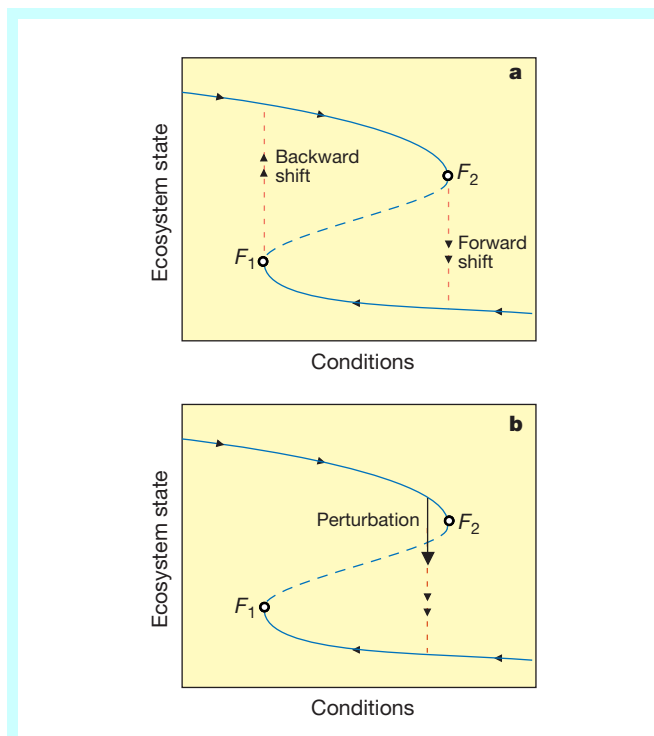 a
Ecosystem state
Backward
shift
F2
F1
Forward
shift
Conditions
b
Ecosystem state
Perturbation
F2
F1
Conditions